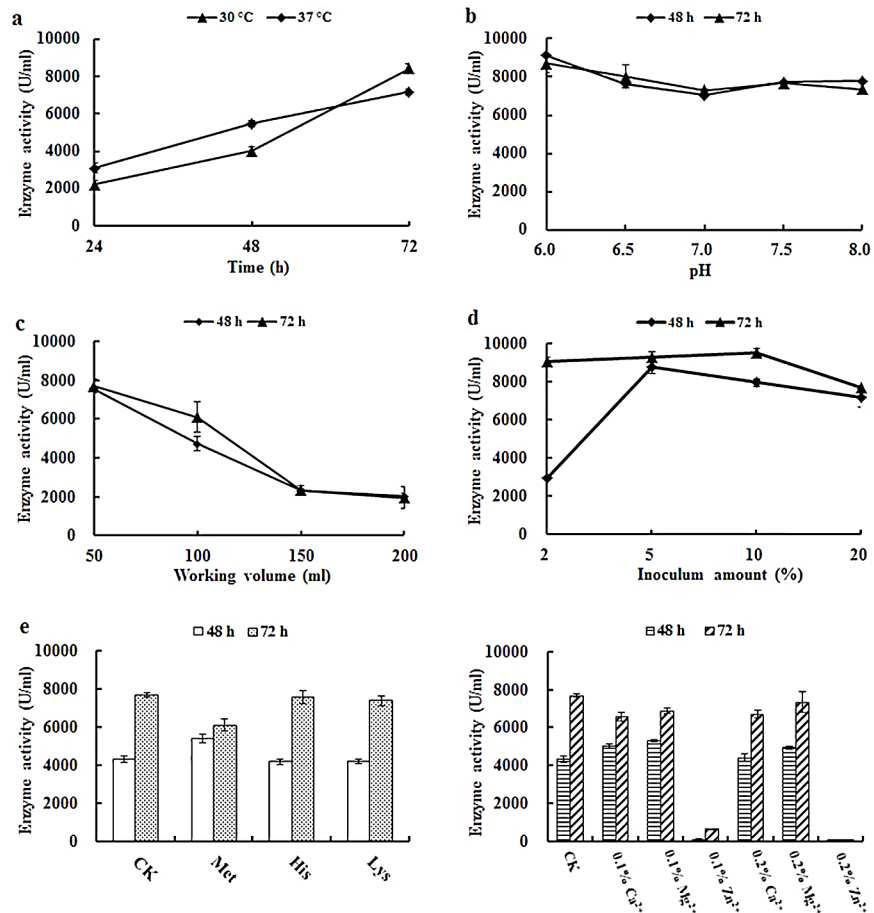 a
30 °C 37 °C
Enzyme activity (U/ml)
10000
8000
6000
4000
2000
0
24 48 72
Time (h)
b
48 h 72 h
Enzyme activity (U/ml)
10000
8000
6000
4000
2000
0
6.0 6.5 7.0 7.5 8.0
pH
c
48 h 72 h
Enzyme activity (U/ml)
10000
8000
6000
4000
2000
0
50 100 150 200
Working volume (ml)
d
48 h 72 h
Enzyme activity (U/ml)
10000
8000
6000
4000
2000
0
2 5 10 20
Inoculum amount (%)
e
48 h 72 h
Enzyme activity (U/ml)
10000
8000
6000
4000
2000
0
CK Met His Lys
48 h 72 h
Enzyme activity (U/ml)
10000
8000
6000
4000
2000
0
CK 0.1% Ca²⁺ 0.1% Mg²⁺ 0.1% Zn²⁺ 0.2% Ca²⁺ 0.2% Mg²⁺ 0.2% Zn²⁺